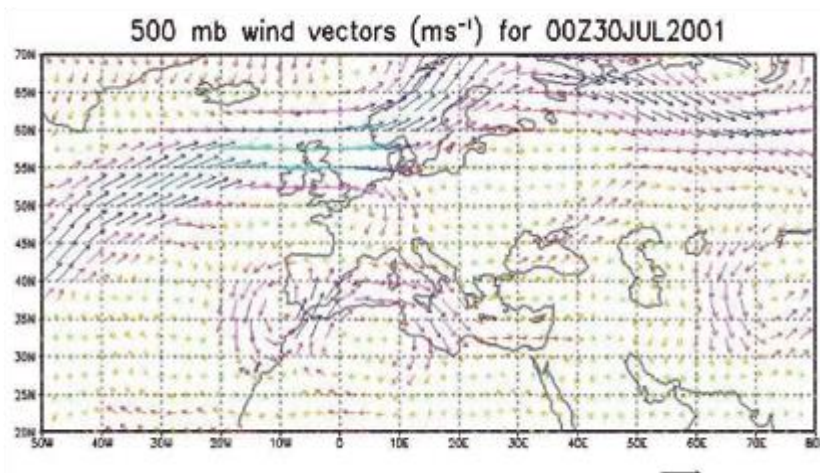 500 mb wind vectors (ms⁻¹) for 00Z30JUL2001
70N
65N
60N
55N
50N
45N
40N
35N
30N
25N
20N
50W 40W 30W 20W 10W 0 10E 20E 30E 40E 50E 60E 70E 80